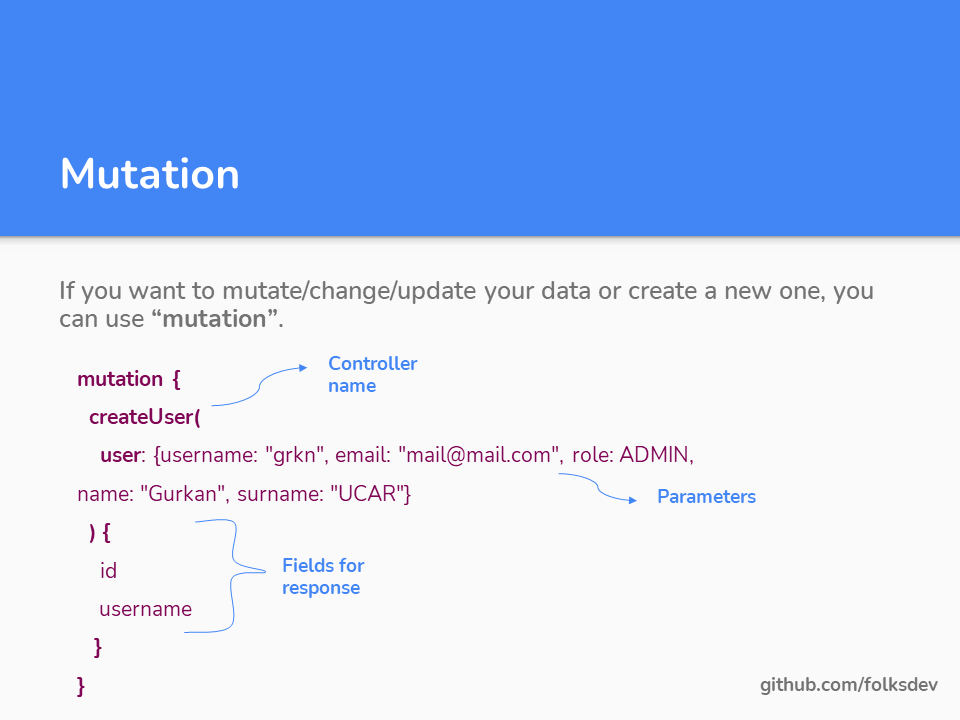 Mutation
If you want to mutate/change/update your data or create a new one, you
can use “mutation”.
mutation {
createUser(
user: {username: "grkn", email: "mail@mail.com", role: ADMIN,
name: "Gurkan", surname: "UCAR"}
) {
id
username
}
}
Controller
name
Parameters
Fields for
response
github.com/folksdev